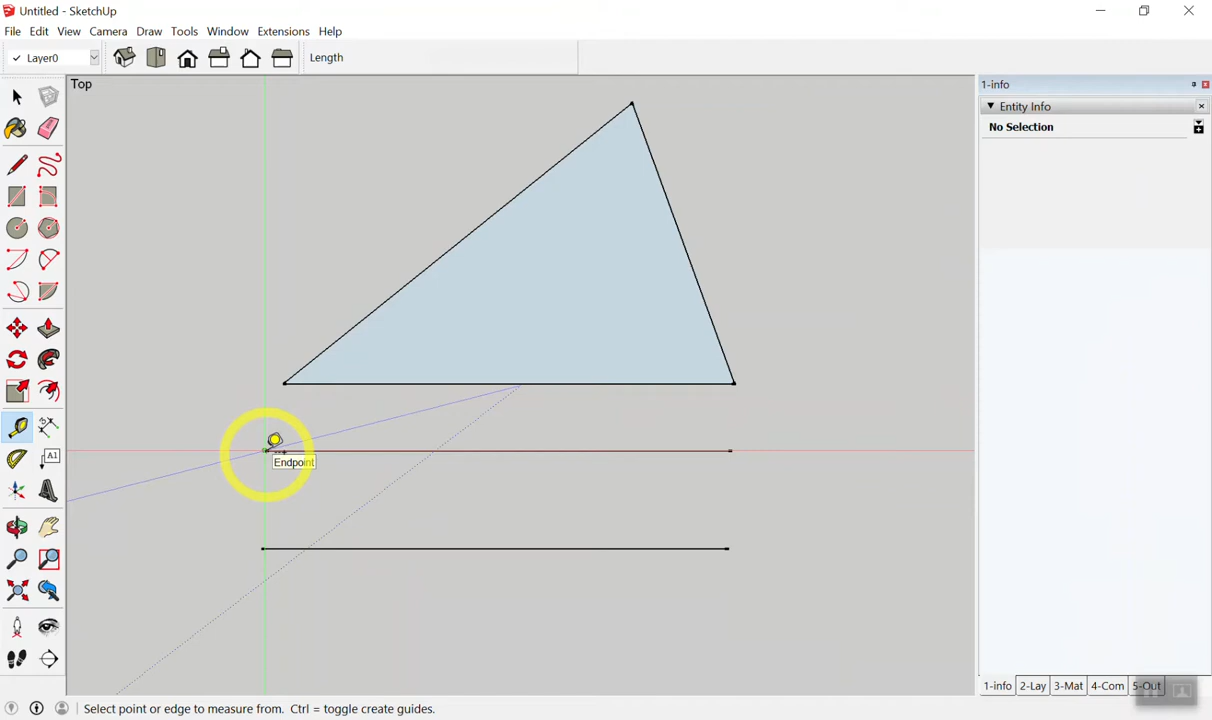 Untitled - SketchUp
File Edit View Camera Draw Tools Window Extensions Help
Layer0
Length
Top
1-info
Entity Info
No Selection
A1
Endpoint
1-info 2-Lay 3-Mat 4-Com 5-Out
Select point or edge to measure from. Ctrl = toggle create guides.